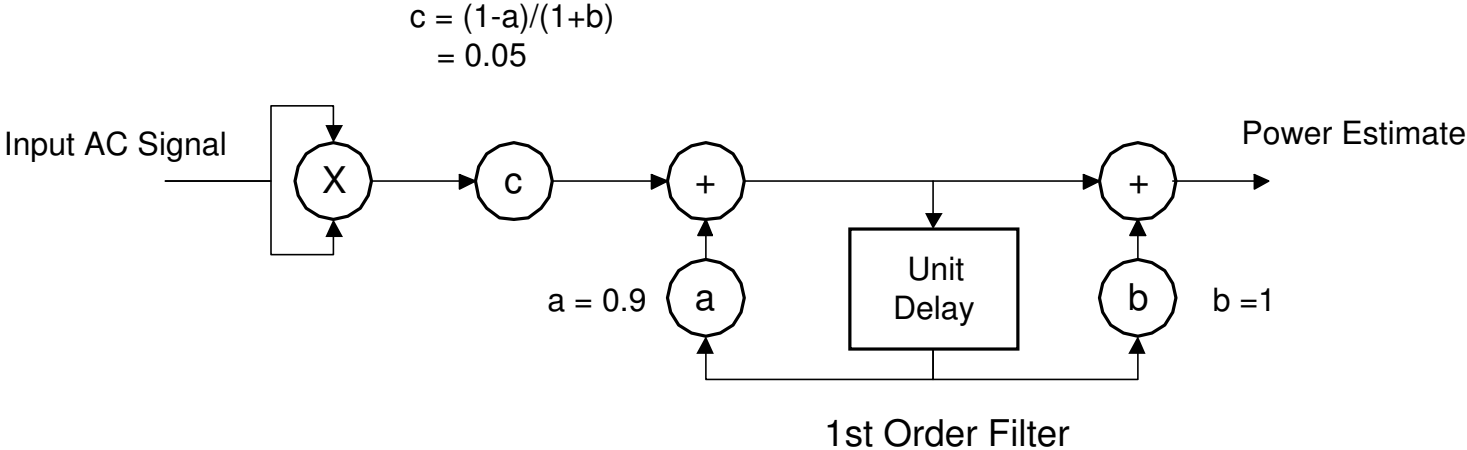 c = (1-a)/(1+b)
= 0.05
Input AC Signal
Power Estimate
X
c
+
+
Unit
Delay
a = 0.9
a
b
b =1
1st Order Filter